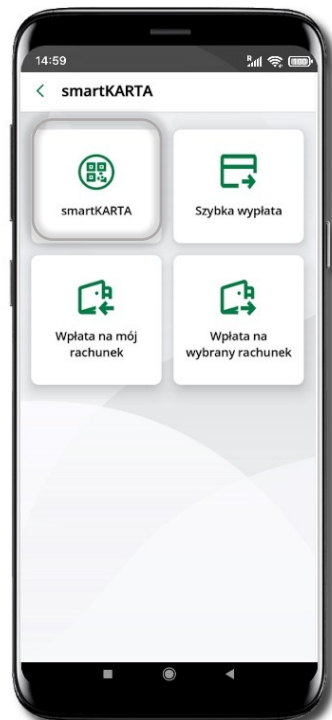 14:59
smartKARTA
smartKARTA
Szybka wypłata
Wpłata na mój
rachunek
Wpłata na
wybrany rachunek